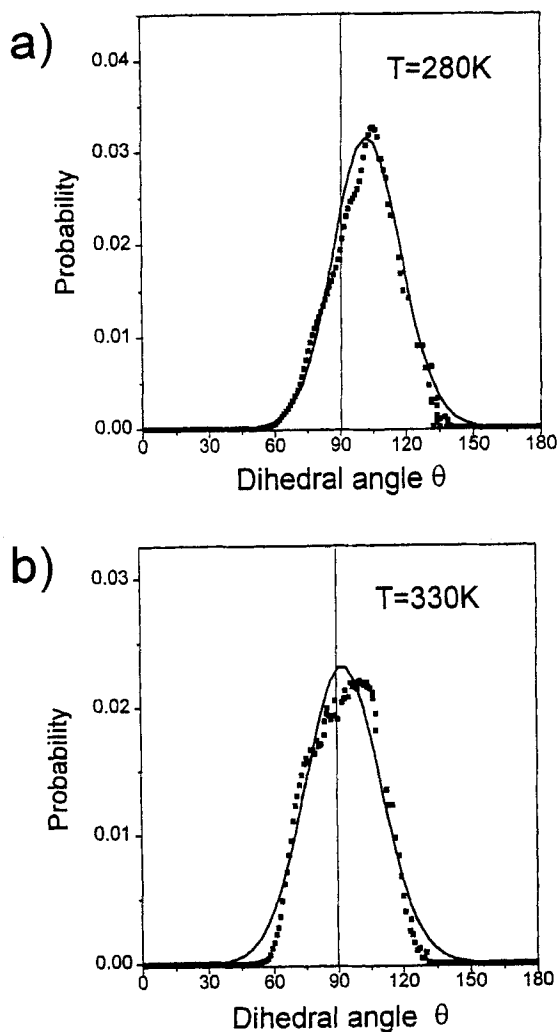 a)
T=280K
0.04
0.03
0.02
0.01
0.00
Probability
0 30 60 90 120 150 180
Dihedral angle θ
b)
T=330K
0.03
0.02
0.01
0.00
Probability
0 30 60 90 120 150 180
Dihedral angle θ